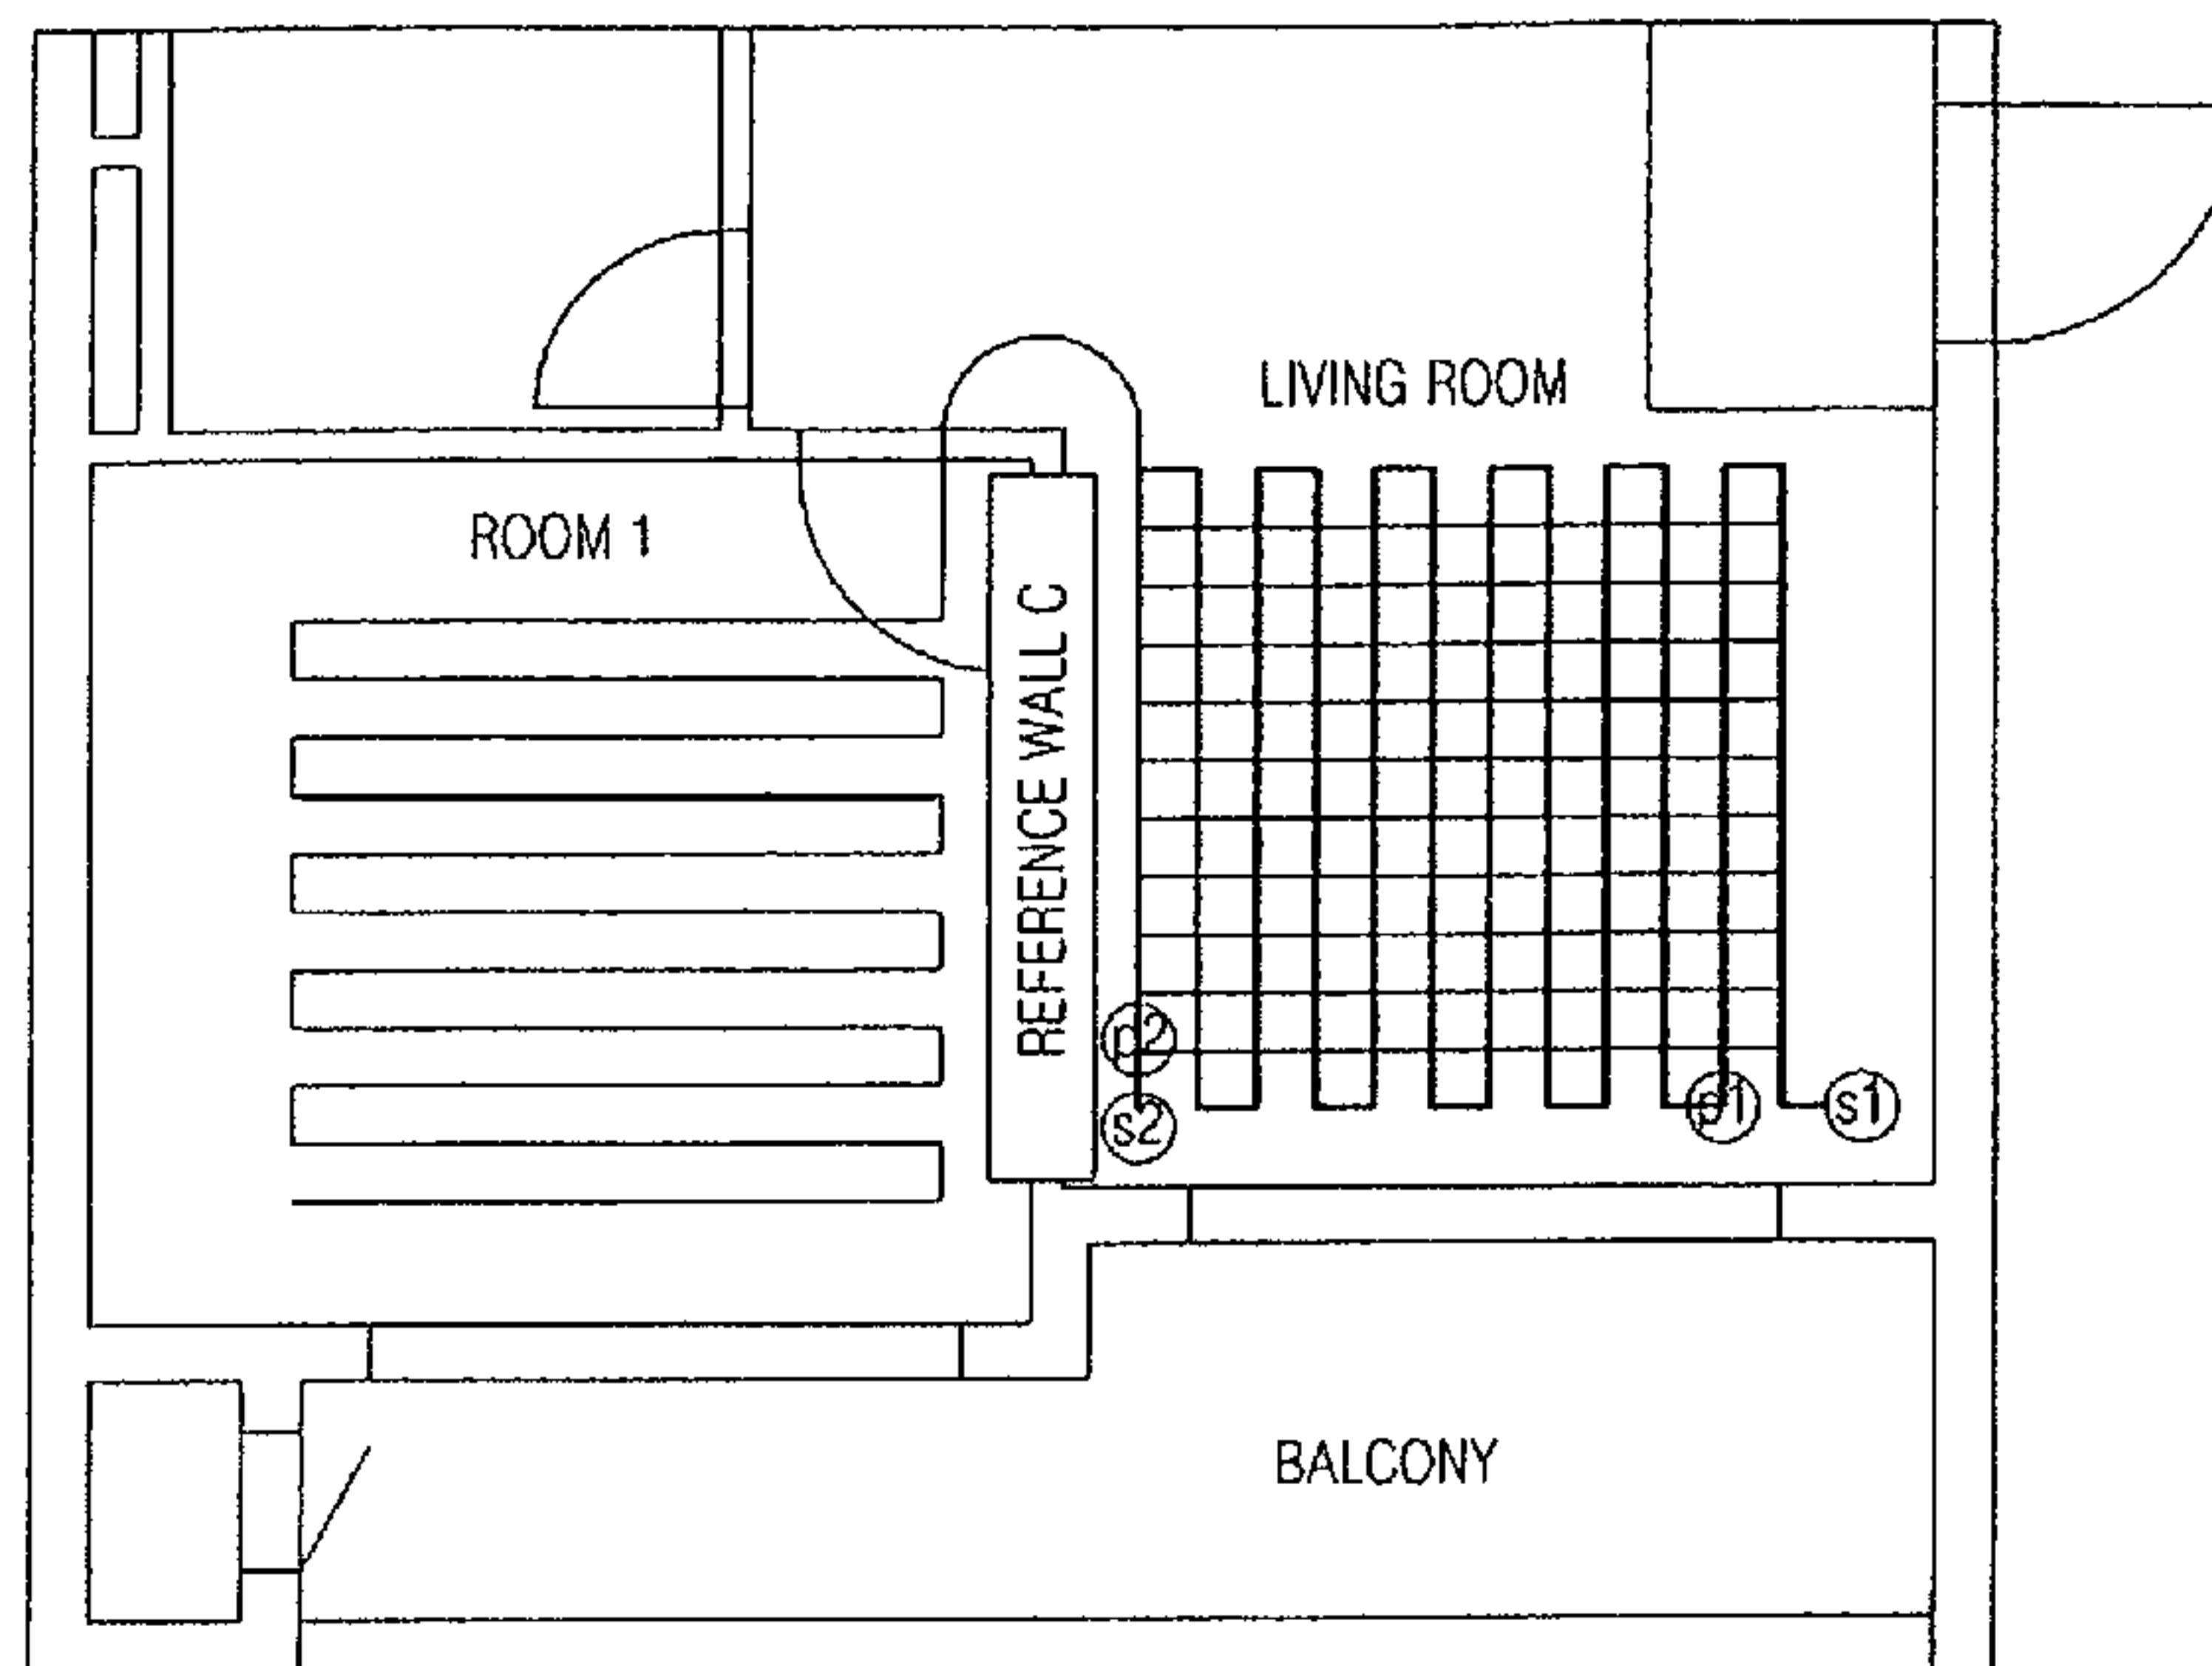 LIVING ROOM
ROOM 1
REFERENCE WALL C
p2
s2
p1
s1
BALCONY